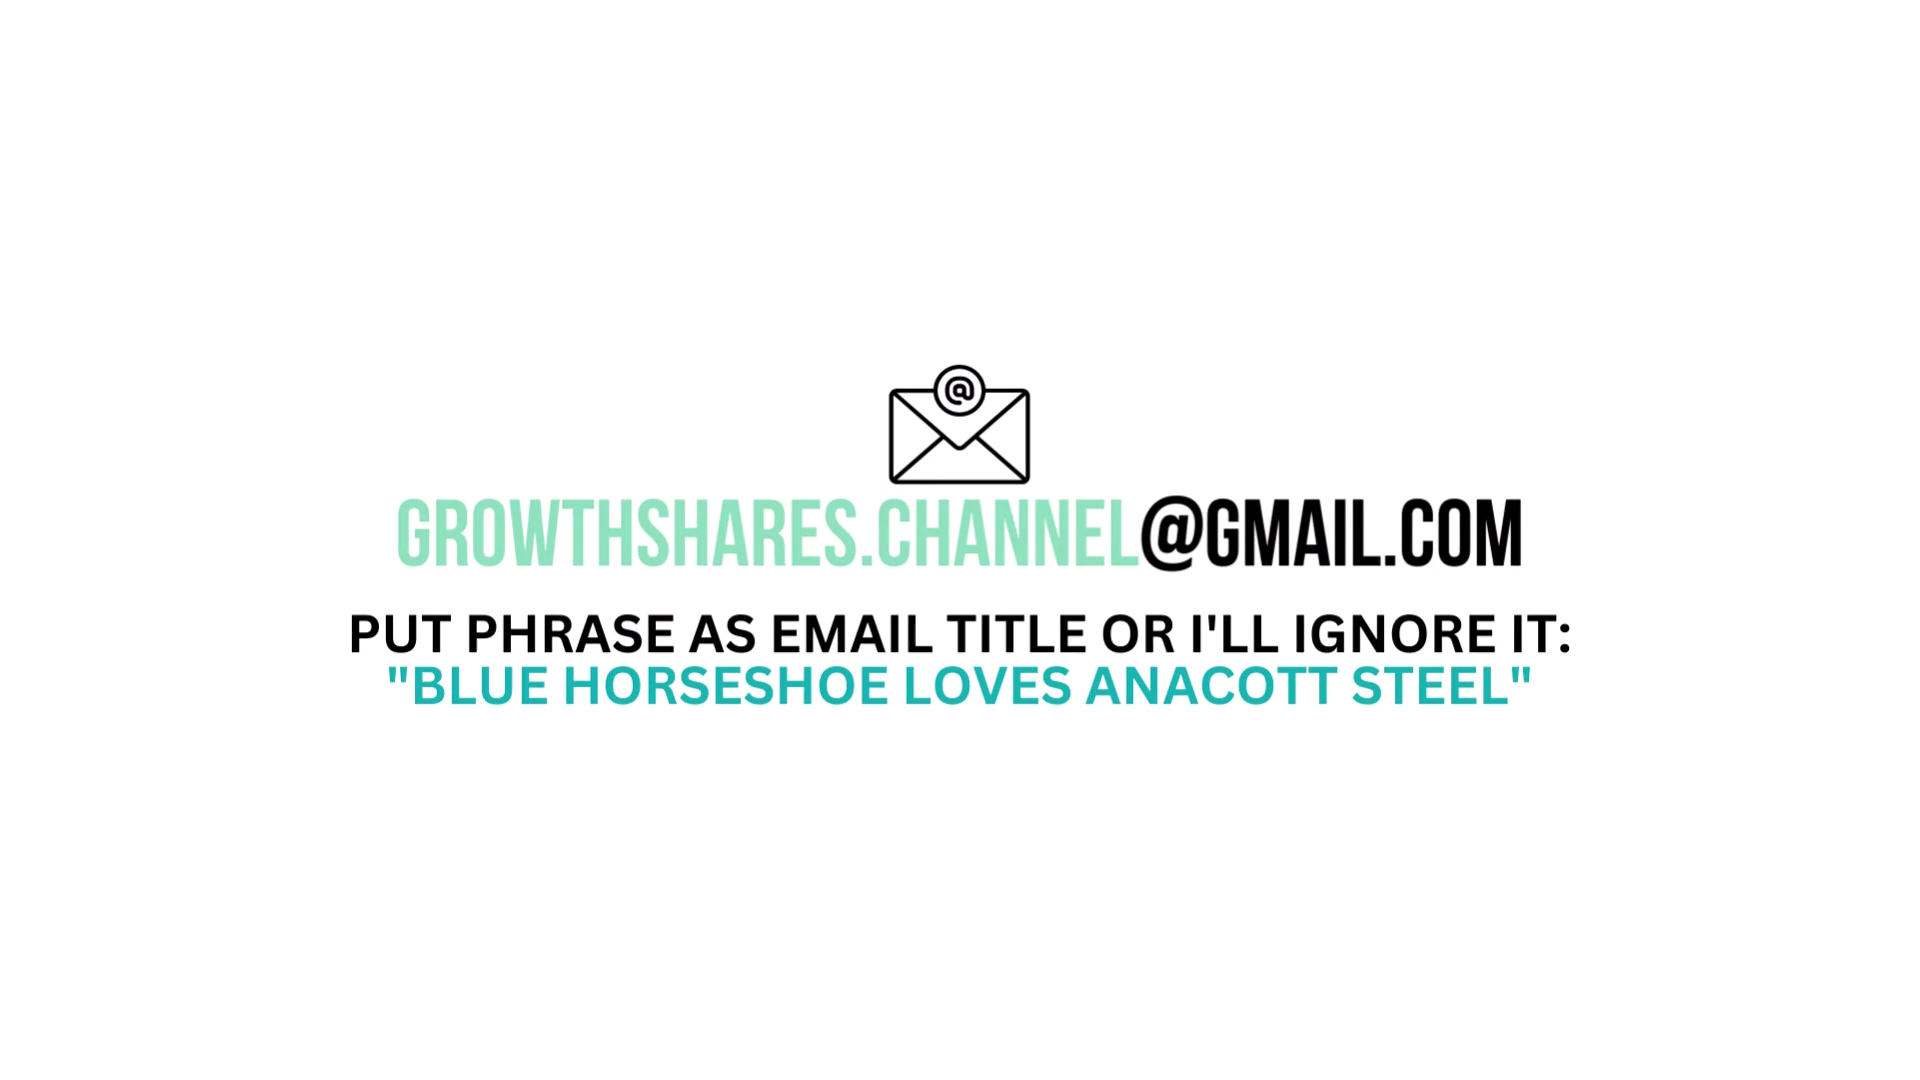 @
GROWTHSHARES.CHANNEL@GMAIL.COM
PUT PHRASE AS EMAIL TITLE OR I'LL IGNORE IT:
"BLUE HORSESHOE LOVES ANACOTT STEEL"